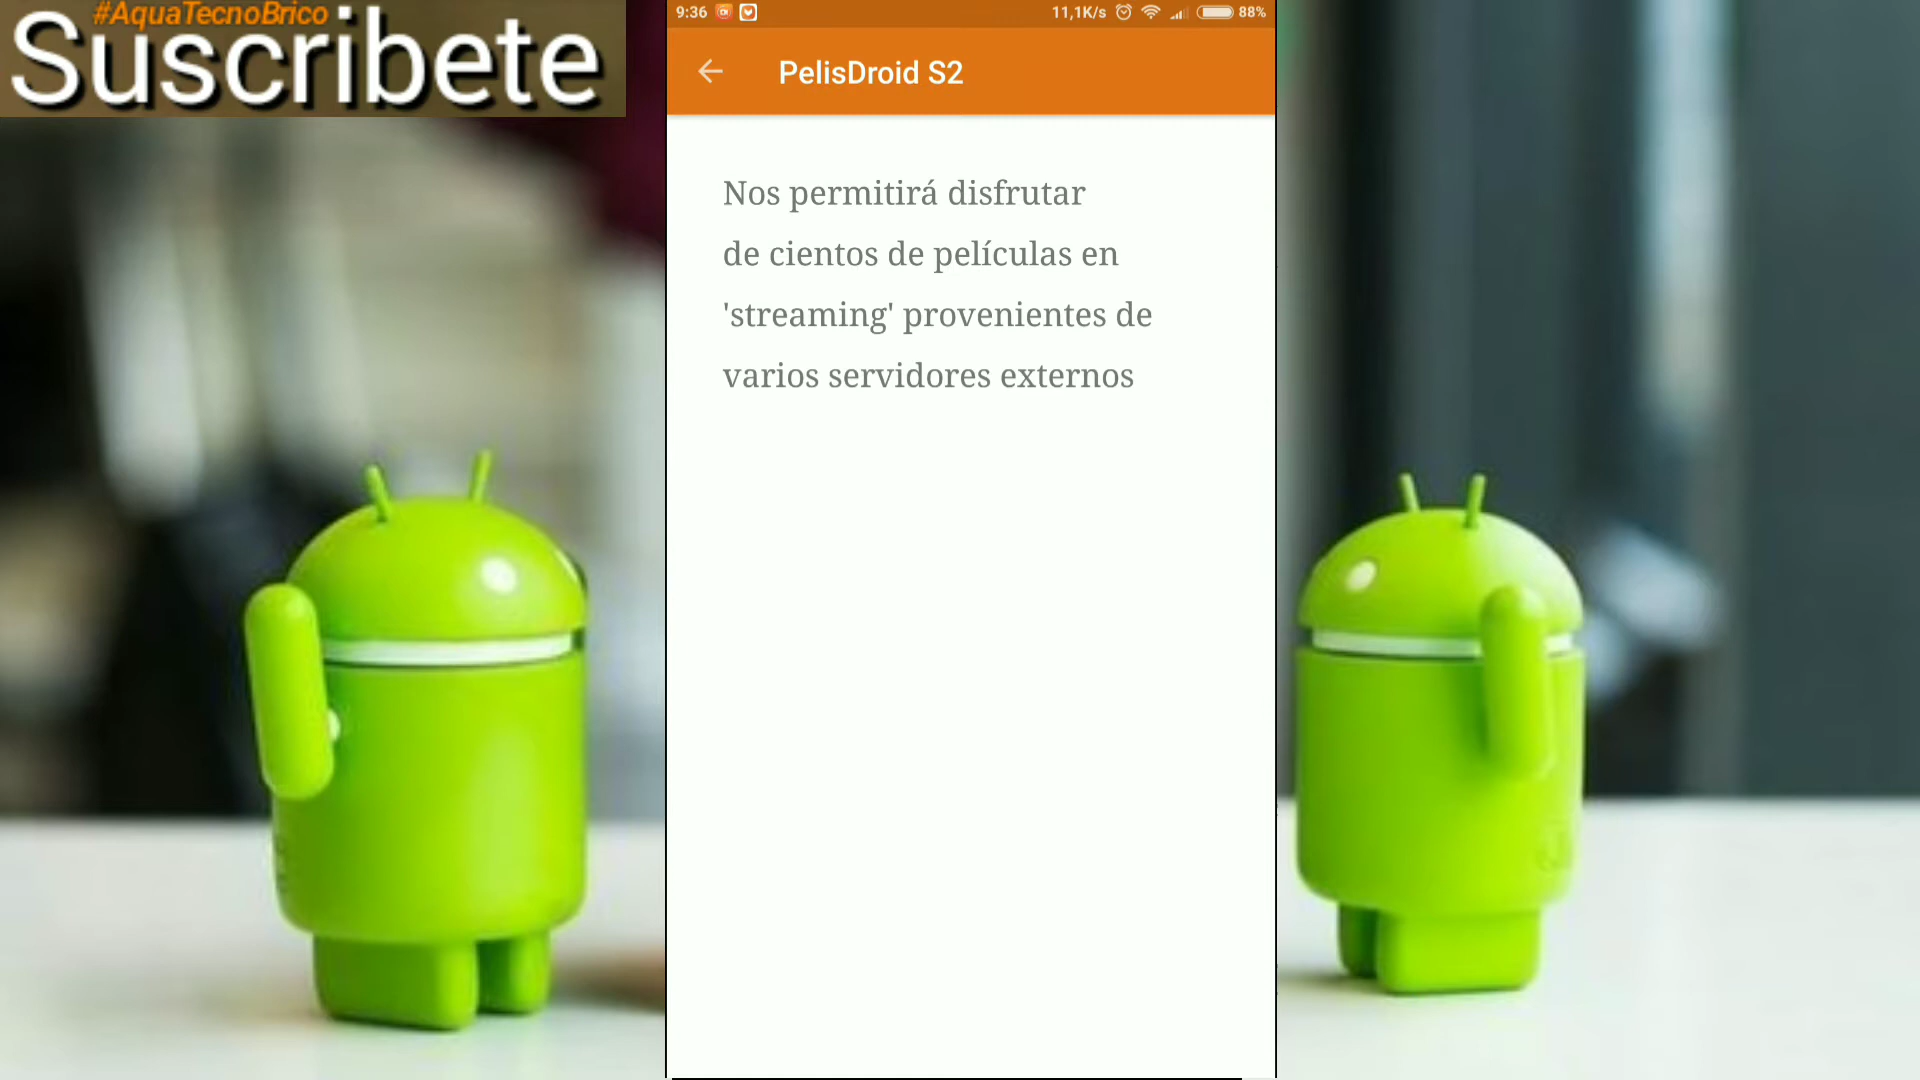 #AquaTecnoBrico
Suscribete
9:36 11,1K/s 88%
PelisDroid S2
Nos permitirá disfrutar
de cientos de películas en
'streaming' provenientes de
varios servidores externos